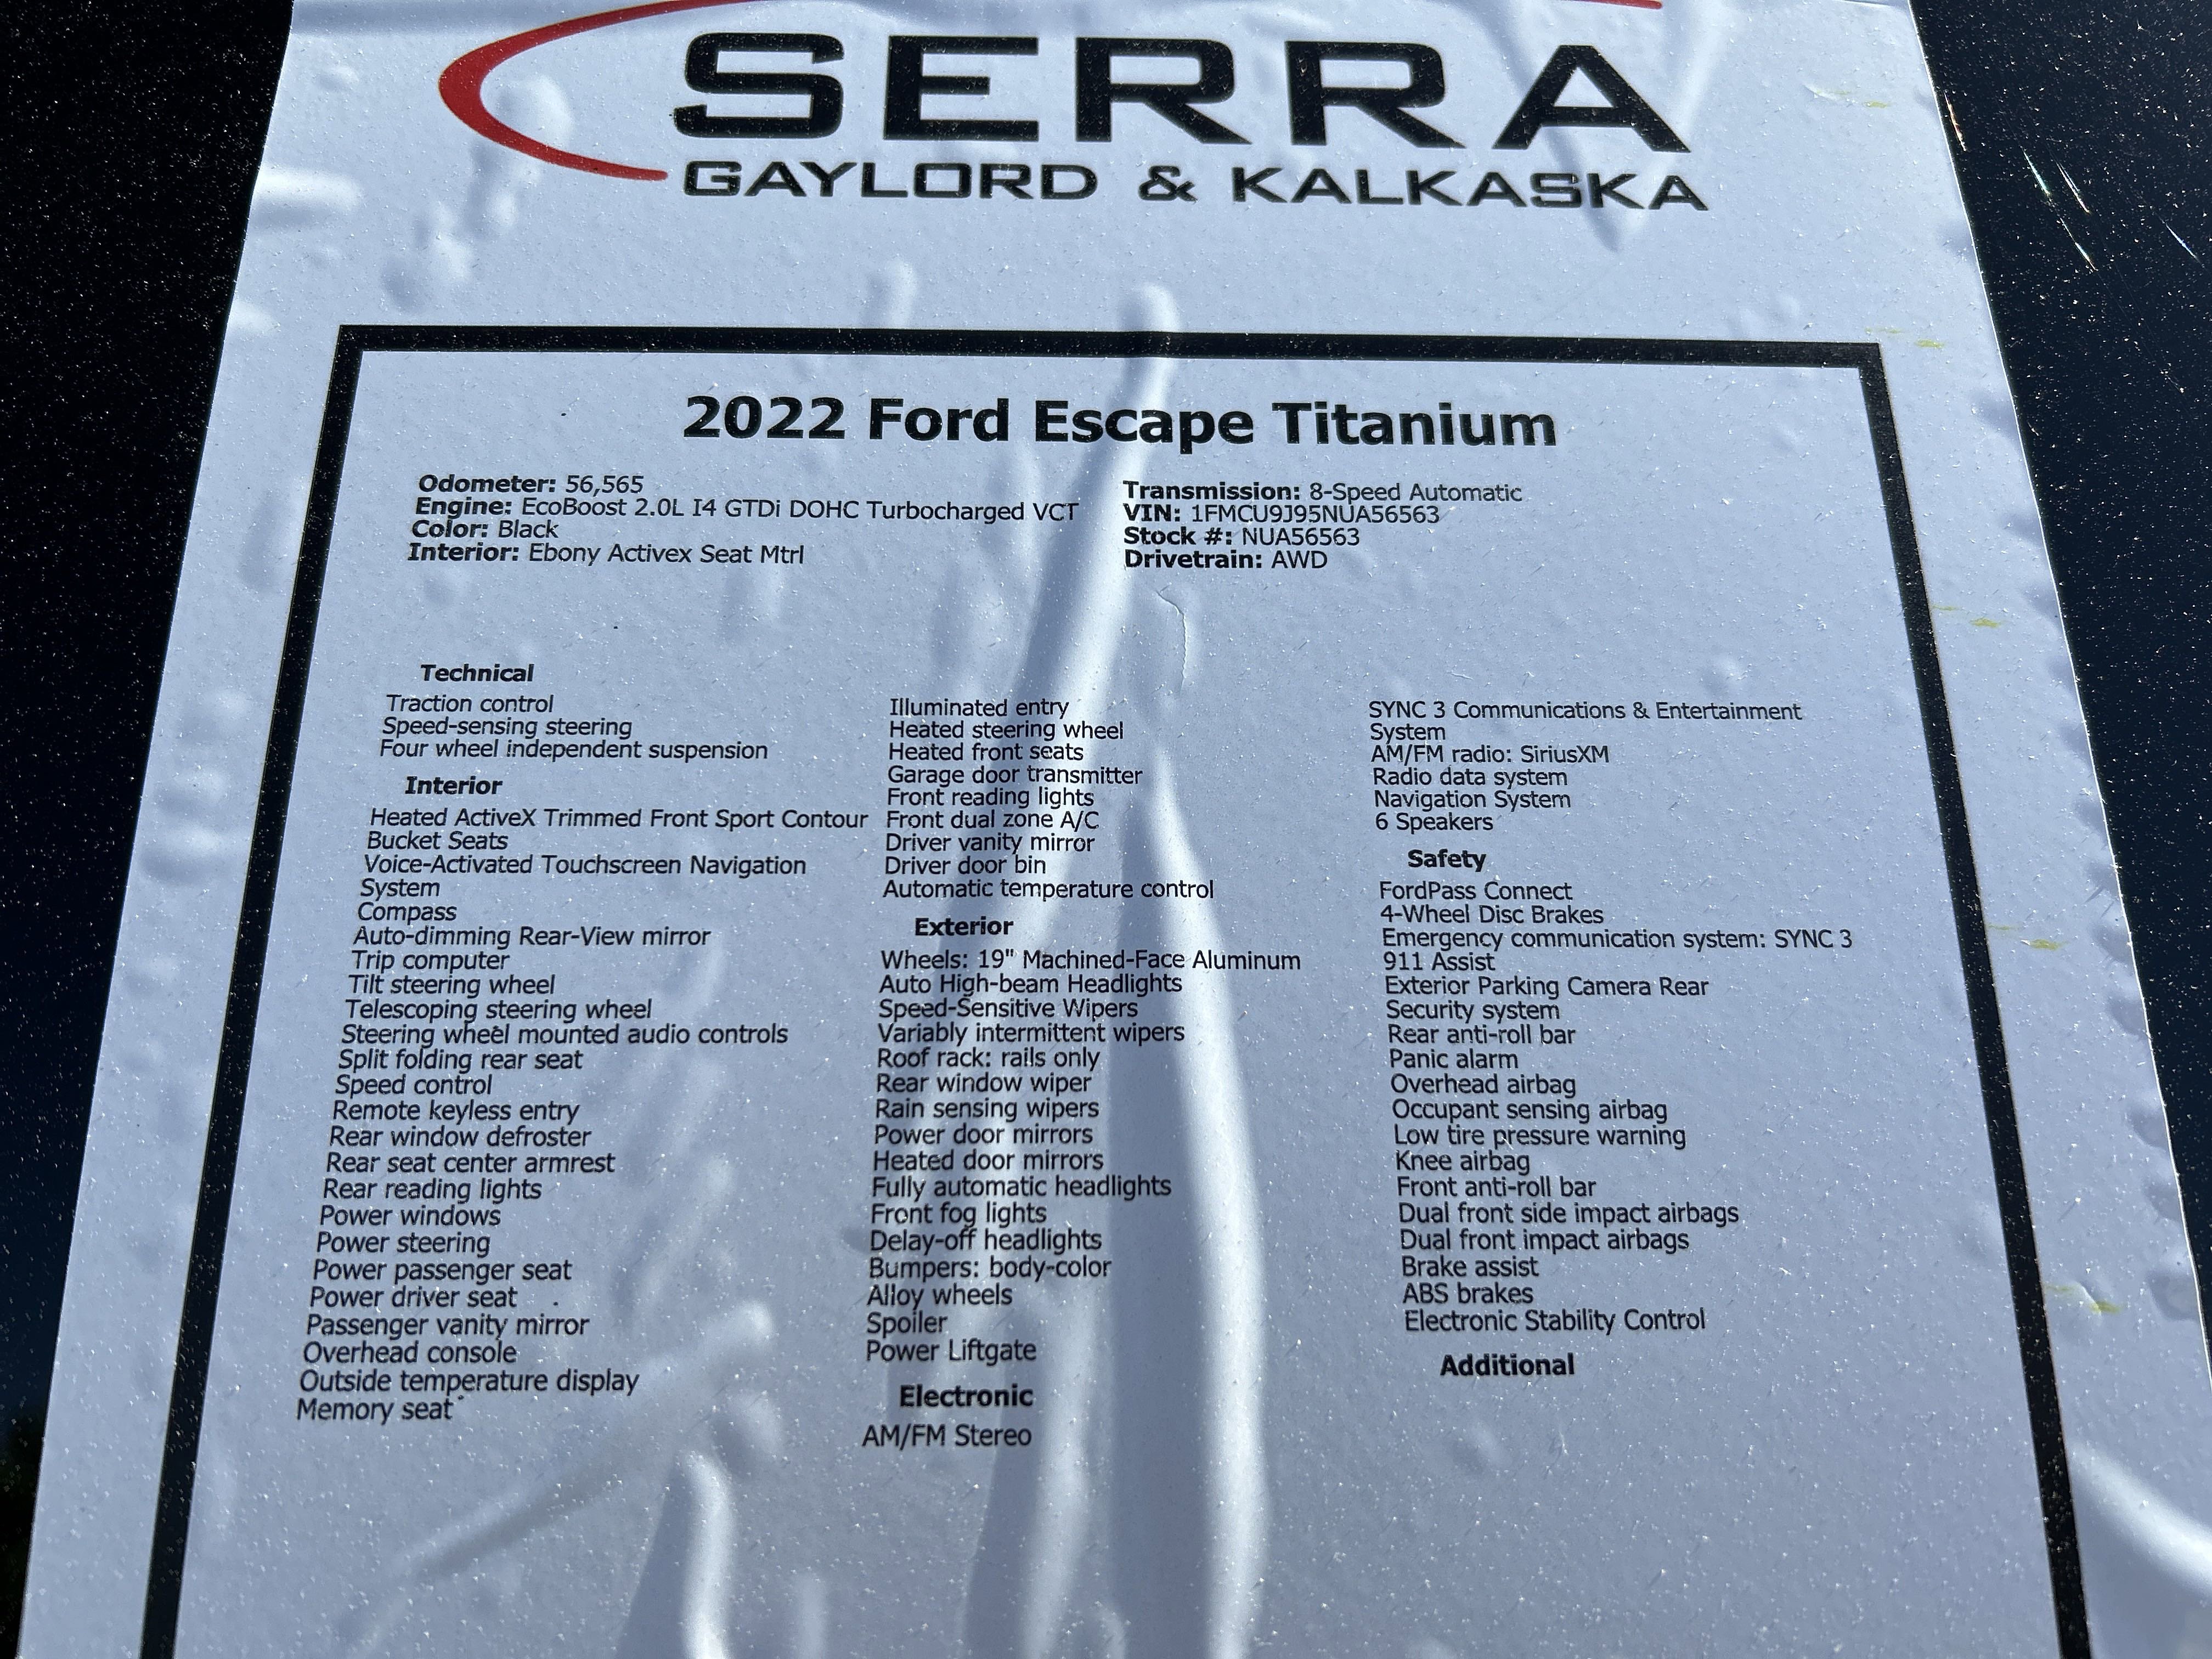 SERRA
GAYLORD & KALKASKA
2022 Ford Escape Titanium
Odometer: 56,565
Engine: EcoBoost 2.0L I4 GTDi DOHC Turbocharged VCT
Color: Black
Interior: Ebony Activex Seat Mtrl
Transmission: 8-Speed Automatic
VIN: 1FMCU9J95NUA56563
Stock #: NUA56563
Drivetrain: AWD
Technical
Traction control
Speed-sensing steering
Four wheel independent suspension
Interior
Heated ActiveX Trimmed Front Sport Contour
Bucket Seats
Voice-Activated Touchscreen Navigation
System
Compass
Auto-dimming Rear-View mirror
Trip computer
Tilt steering wheel
Telescoping steering wheel
Steering wheel mounted audio controls
Split folding rear seat
Speed control
Remote keyless entry
Rear window defroster
Rear seat center armrest
Rear reading lights
Power windows
Power steering
Power passenger seat
Power driver seat
Passenger vanity mirror
Overhead console
Outside temperature display
Memory seat
Illuminated entry
Heated steering wheel
Heated front seats
Garage door transmitter
Front reading lights
Front dual zone A/C
Driver vanity mirror
Driver door bin
Automatic temperature control
Exterior
Wheels: 19" Machined-Face Aluminum
Auto High-beam Headlights
Speed-Sensitive Wipers
Variably intermittent wipers
Roof rack: rails only
Rear window wiper
Rain sensing wipers
Power door mirrors
Heated door mirrors
Fully automatic headlights
Front fog lights
Delay-off headlights
Bumpers: body-color
Alloy wheels
Spoiler
Power Liftgate
Electronic
AM/FM Stereo
SYNC 3 Communications & Entertainment
System
AM/FM radio: SiriusXM
Radio data system
Navigation System
6 Speakers
Safety
FordPass Connect
4-Wheel Disc Brakes
Emergency communication system: SYNC 3
911 Assist
Exterior Parking Camera Rear
Security system
Rear anti-roll bar
Panic alarm
Overhead airbag
Occupant sensing airbag
Low tire pressure warning
Knee airbag
Front anti-roll bar
Dual front side impact airbags
Dual front impact airbags
Brake assist
ABS brakes
Electronic Stability Control
Additional